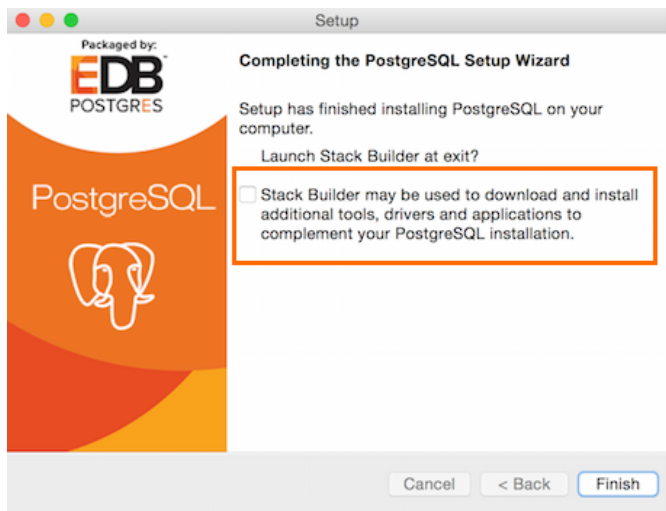 Setup
Packaged by:
EDB
POSTGRES
PostgreSQL
Completing the PostgreSQL Setup Wizard
Setup has finished installing PostgreSQL on your
computer.
Launch Stack Builder at exit?
Stack Builder may be used to download and install
additional tools, drivers and applications to
complement your PostgreSQL installation.
Cancel
< Back
Finish